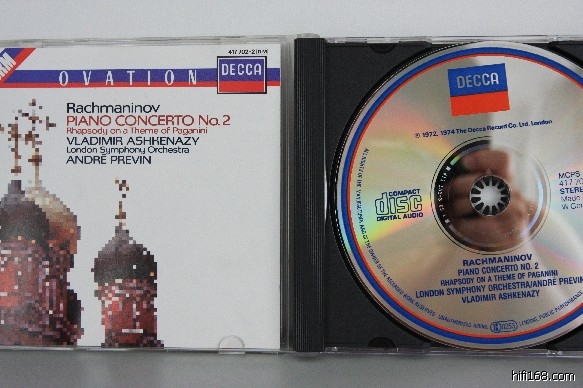 417 702-2
OVATION
DECCA
Rachmaninov
PIANO CONCERTO No. 2
Rhapsody on a Theme of Paganini
VLADIMIR ASHKENAZY
London Symphony Orchestra
ANDRÉ PREVIN
DECCA
℗ 1972, 1974 The Decca Record Co. Ltd. London
COMPACT
disc
DIGITAL AUDIO
MCPS
417 70
STEREO
Made
W Ge
RACHMANINOV
PIANO CONCERTO NO. 2
RHAPSODY ON A THEME OF PAGANINI
LONDON SYMPHONY ORCHESTRA/ANDRÉ PREVIN
VLADIMIR ASHKENAZY
hifi168.com